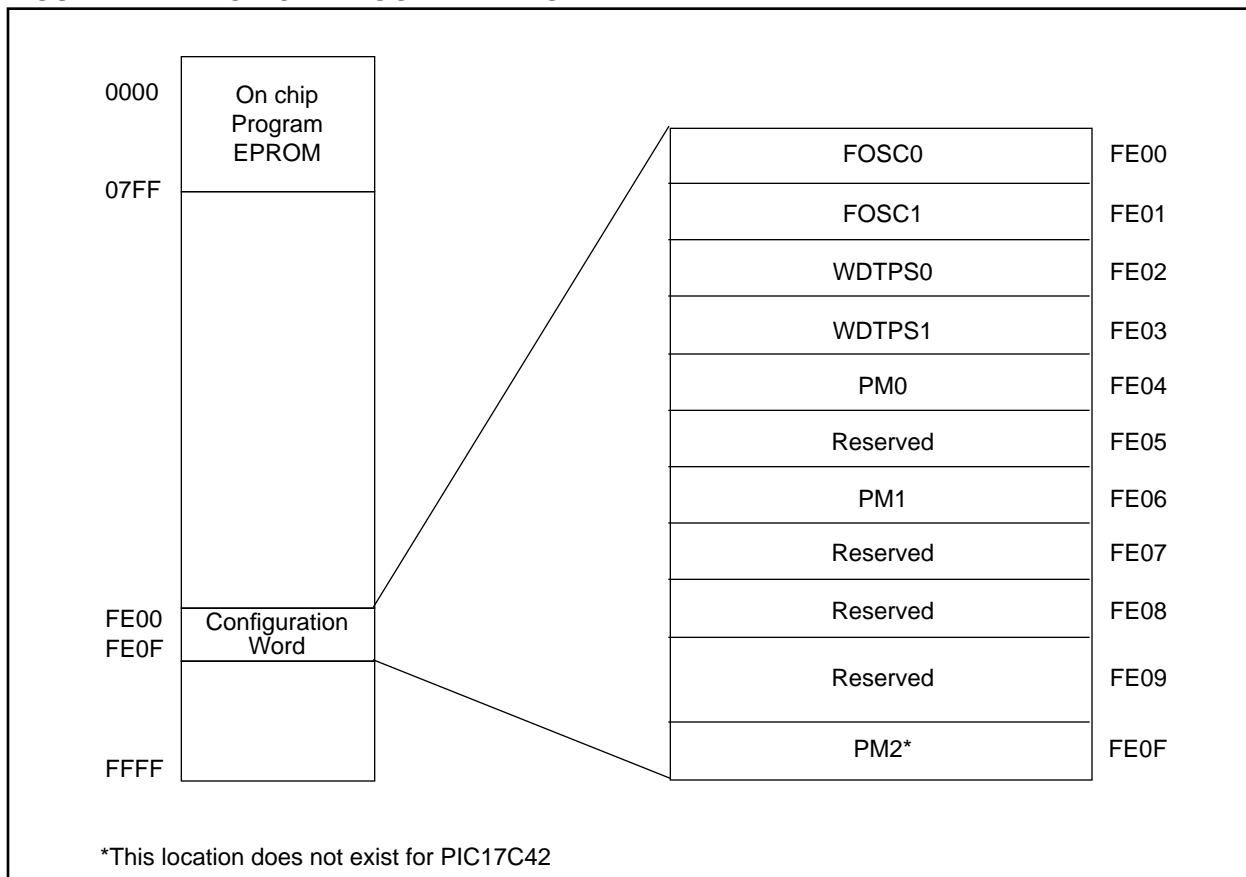 0000
On chip
Program
EPROM
07FF
FE00
Configuration
Word
FE0F
FFFF
FOSC0 FE00
FOSC1 FE01
WDTPS0 FE02
WDTPS1 FE03
PM0 FE04
Reserved FE05
PM1 FE06
Reserved FE07
Reserved FE08
Reserved FE09
PM2* FE0F
*This location does not exist for PIC17C42